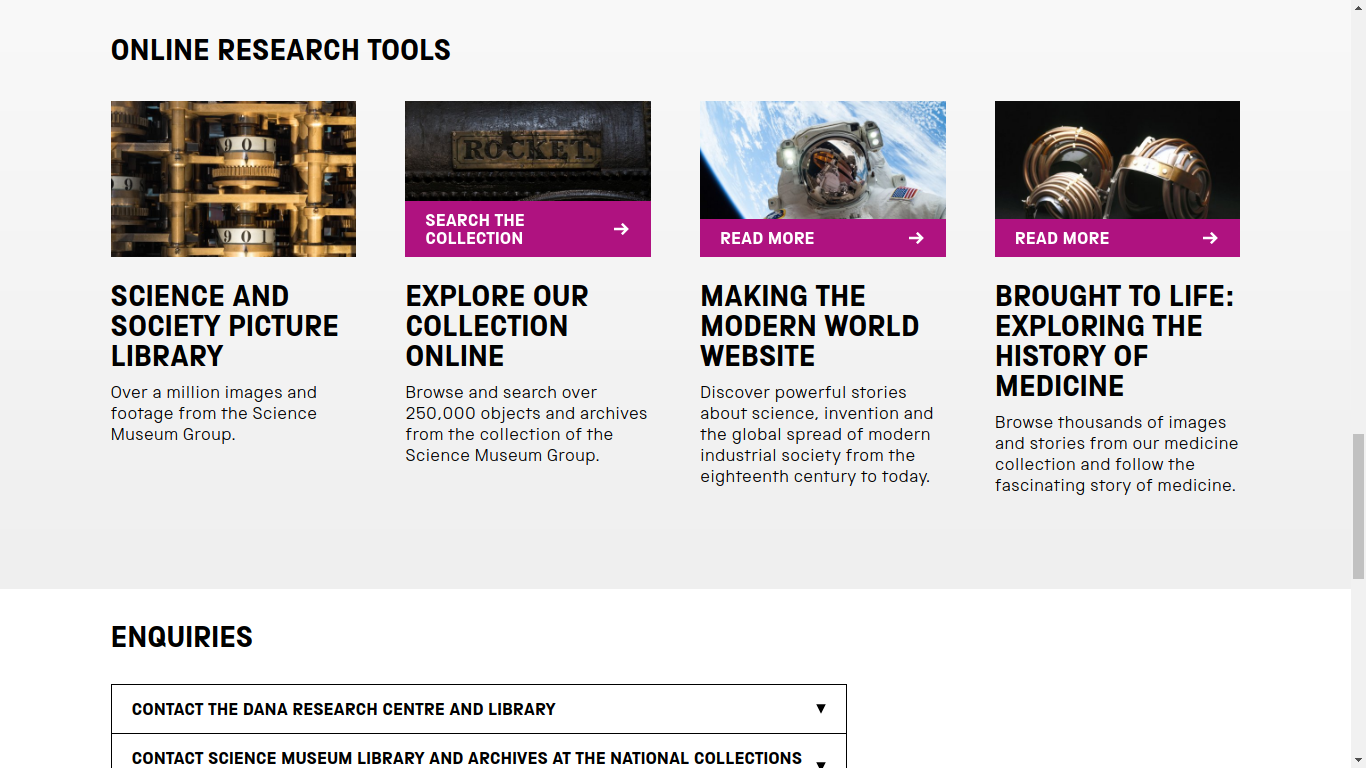 ONLINE RESEARCH TOOLS
901
9
901
ROCKET.
SEARCH THE
COLLECTION
READ MORE
READ MORE
SCIENCE AND
SOCIETY PICTURE
LIBRARY
Over a million images and
footage from the Science
Museum Group.
EXPLORE OUR
COLLECTION
ONLINE
Browse and search over
250,000 objects and archives
from the collection of the
Science Museum Group.
MAKING THE
MODERN WORLD
WEBSITE
Discover powerful stories
about science, invention and
the global spread of modern
industrial society from the
eighteenth century to today.
BROUGHT TO LIFE:
EXPLORING THE
HISTORY OF
MEDICINE
Browse thousands of images
and stories from our medicine
collection and follow the
fascinating story of medicine.
ENQUIRIES
CONTACT THE DANA RESEARCH CENTRE AND LIBRARY
CONTACT SCIENCE MUSEUM LIBRARY AND ARCHIVES AT THE NATIONAL COLLECTIONS